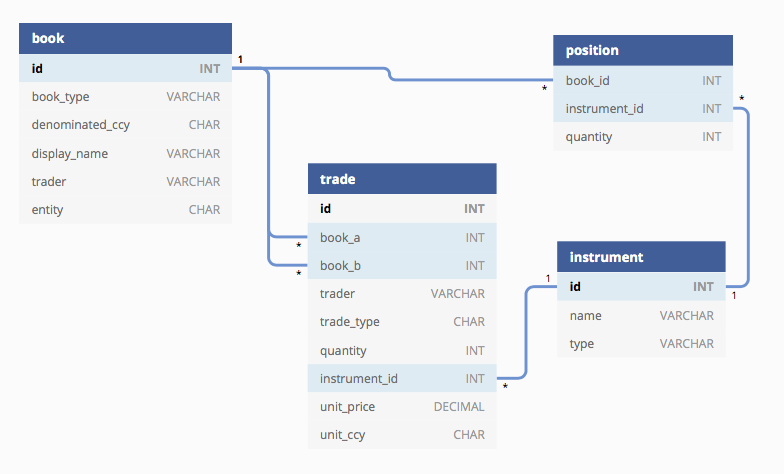 book
id INT
book_type VARCHAR
denominated_ccy CHAR
display_name VARCHAR
trader VARCHAR
entity CHAR
1
*
*
trade
id INT
book_a INT
book_b INT
trader VARCHAR
trade_type CHAR
quantity INT
instrument_id INT
unit_price DECIMAL
unit_ccy CHAR
*
1
position
book_id INT
instrument_id INT
quantity INT
*
*
instrument
id INT
name VARCHAR
type VARCHAR
1